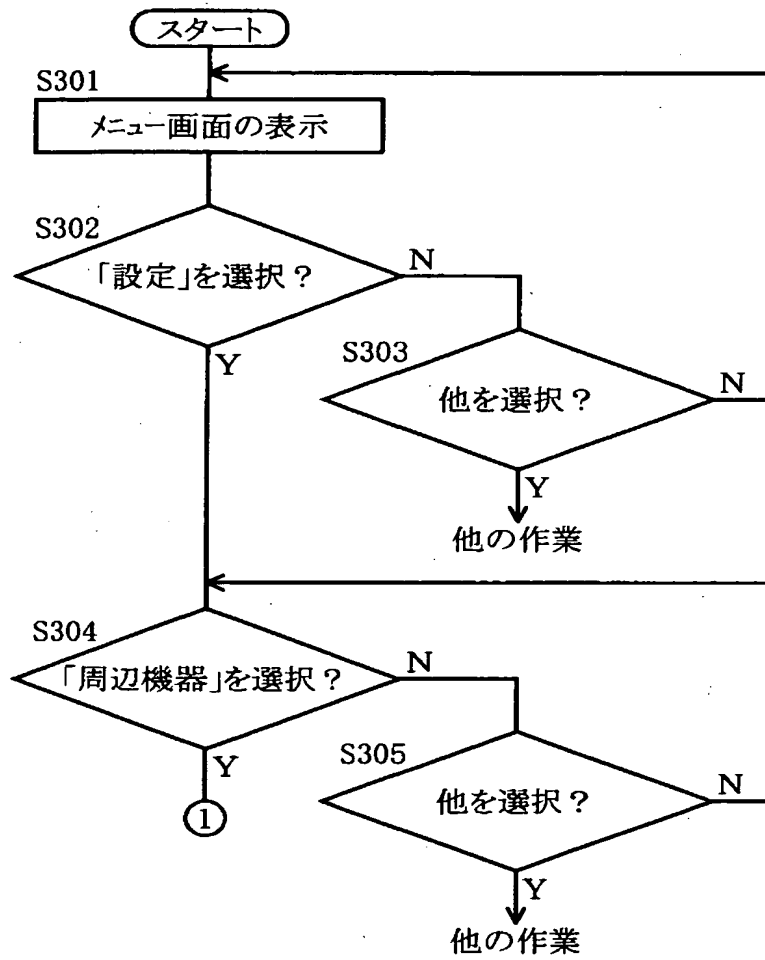 スタート
S301
メニュー画面の表示
S302
「設定」を選択？
N
Y
S303
他を選択？
N
Y
他の作業
S304
「周辺機器」を選択？
N
Y
①
S305
他を選択？
N
Y
他の作業